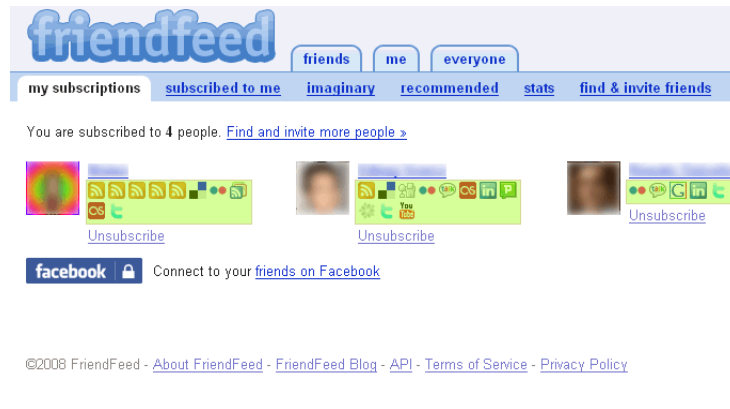 friendfeed
friends me everyone
my subscriptions subscribed to me imaginary recommended stats find & invite friends
You are subscribed to 4 people. Find and invite more people »
Unsubscribe Unsubscribe Unsubscribe
facebook Connect to your friends on Facebook
©2008 FriendFeed - About FriendFeed - FriendFeed Blog - API - Terms of Service - Privacy Policy